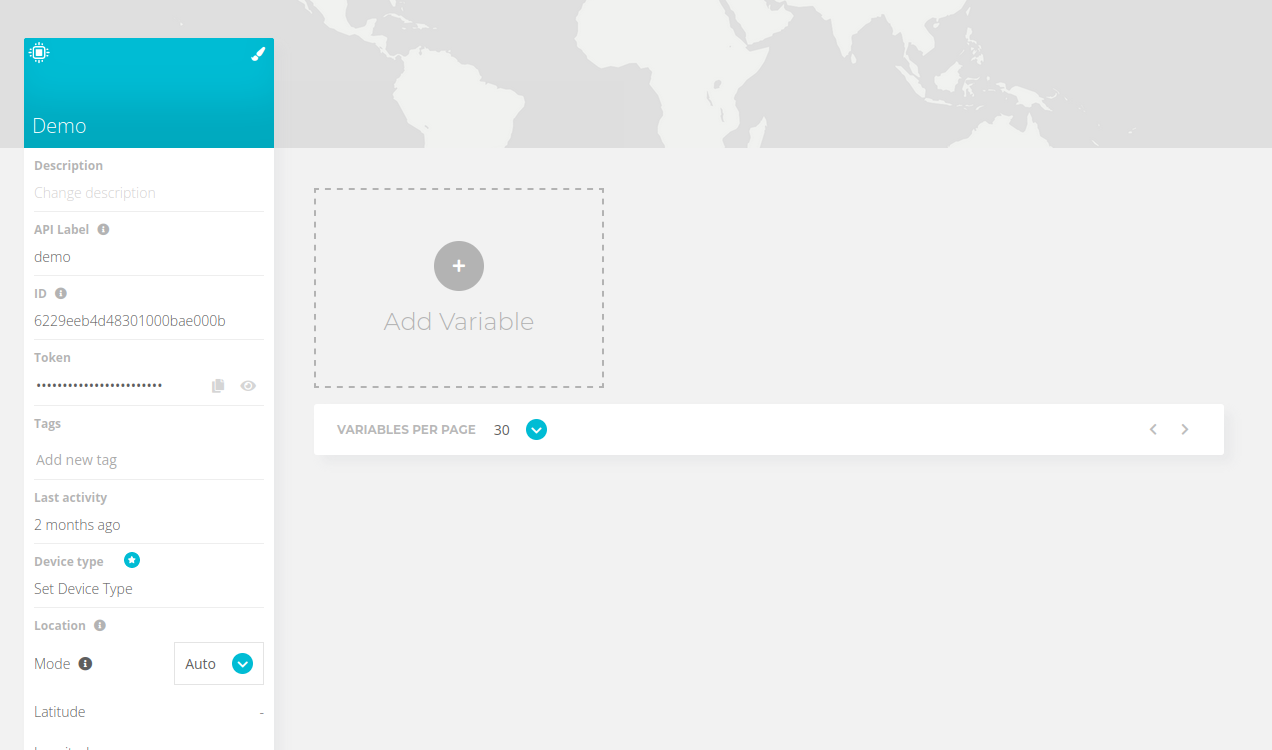 Demo
Description
Change description
API Label
demo
ID
6229eeb4d48301000bae000b
Token
••••••••••••••••••••••••
Tags
Add new tag
Last activity
2 months ago
Device type
Set Device Type
Location
Mode Auto
Latitude -
Add Variable
VARIABLES PER PAGE 30